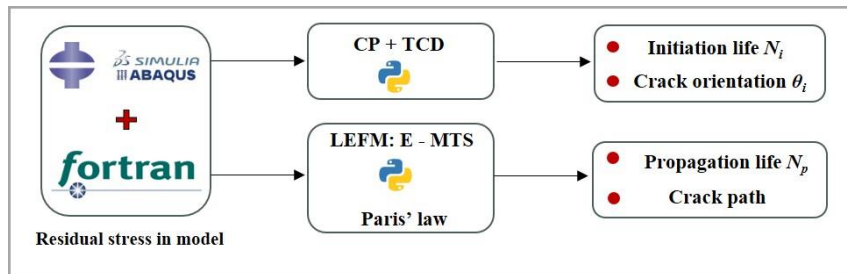 SIMULIA
ABAQUS
+
fortran
Residual stress in model
CP + TCD
LEFM: E - MTS
Paris' law
Initiation life Nᵢ
Crack orientation θᵢ
Propagation life Nₚ
Crack path